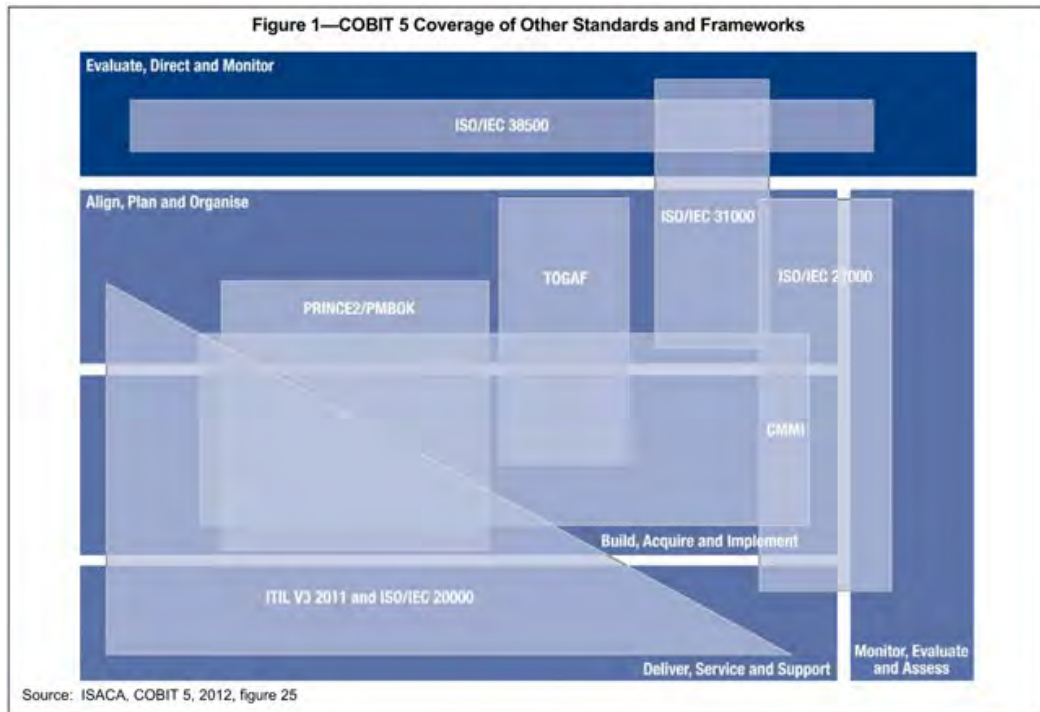 Figure 1—COBIT 5 Coverage of Other Standards and Frameworks
Evaluate, Direct and Monitor
ISO/IEC 38500
Align, Plan and Organise
ISO/IEC 31000
ISO/IEC 27000
TOGAF
PRINCE2/PMBOK
CMMI
Build, Acquire and Implement
ITIL V3 2011 and ISO/IEC 20000
Deliver, Service and Support
Monitor, Evaluate
and Assess
Source: ISACA, COBIT 5, 2012, figure 25